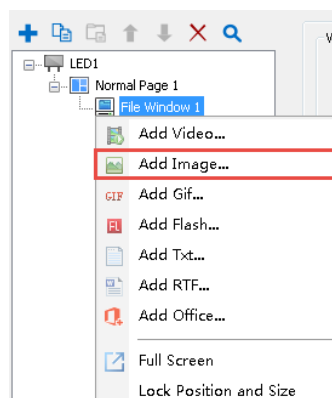 LED1
Normal Page 1
File Window 1
Add Video...
Add Image...
GIF Add Gif...
FL Add Flash...
Add Txt...
Add RTF...
Add Office...
Full Screen
Lock Position and Size